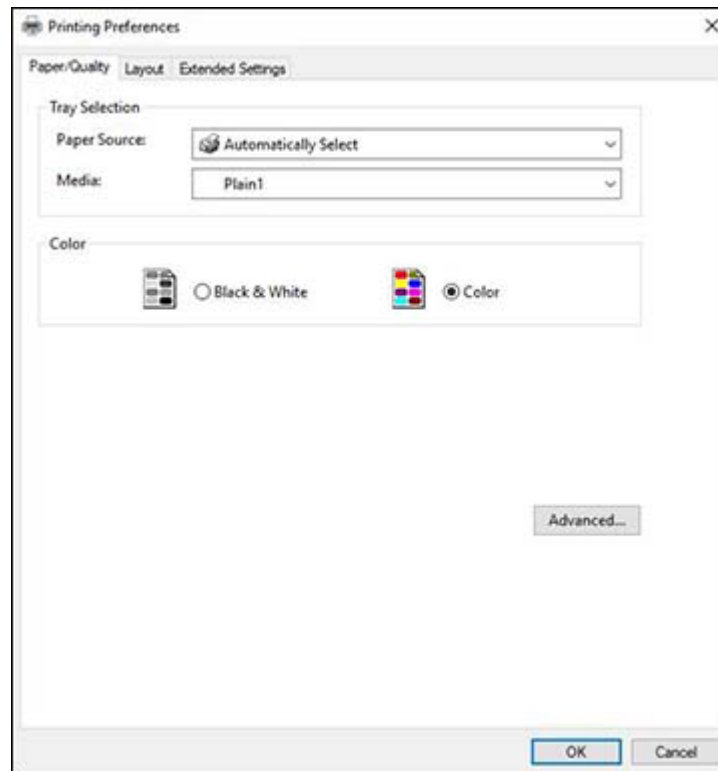 Printing Preferences
Paper/Quality Layout Extended Settings
Tray Selection
Paper Source: Automatically Select
Media: Plain1
Color
Black & White Color
Advanced...
OK Cancel